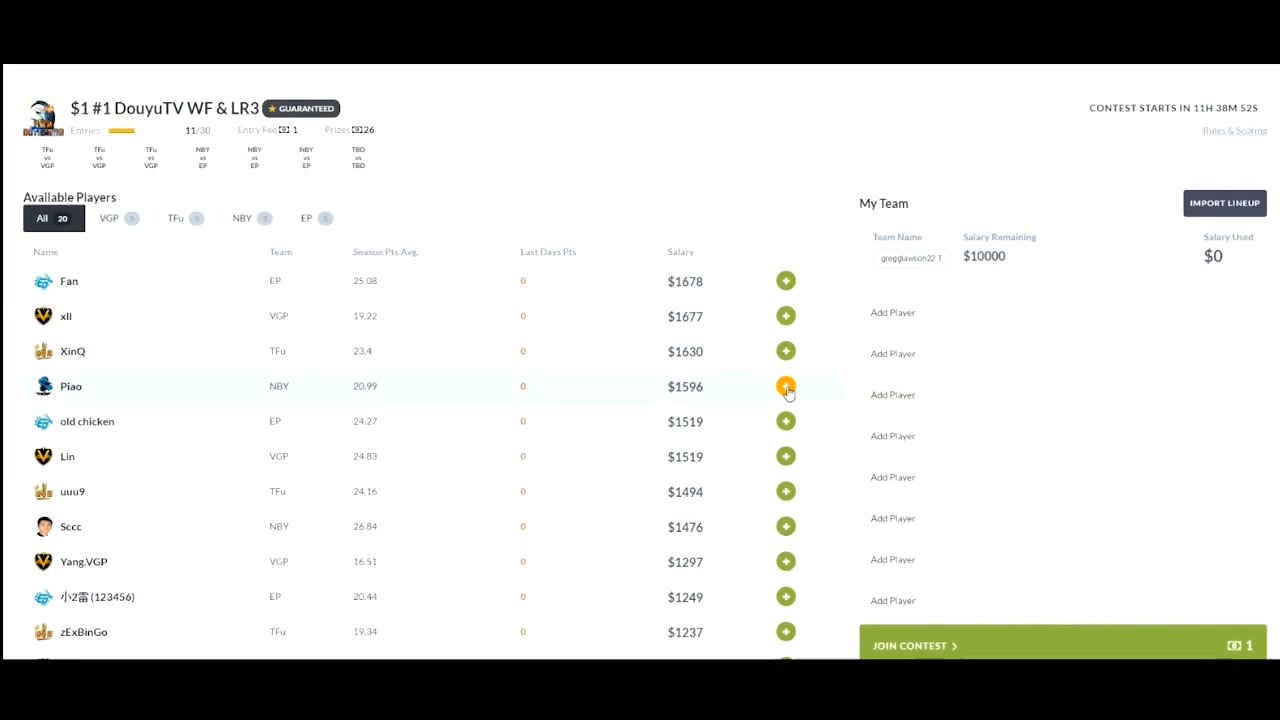 $1 #1 DouyuTV WF & LR3 ★ GUARANTEED
CONTEST STARTS IN 11H 38M 52S
Entries: 11/30 Entry Fee 1 Prizes 26
Rules & Scoring
TFu TFu TFu NBY NBY NBY TBD
vs vs vs vs vs vs vs
VGP VGP VGP EP EP EP TBD
Available Players
My Team
IMPORT LINEUP
All 20 VGP 5 TFu 5 NBY 5 EP 5
Team Name Salary Remaining Salary Used
gregglawson22 T $10000 $0
Name Team Season Pts Avg. Last Days Pts Salary
Fan EP 25.08 0 $1678
xll VGP 19.22 0 $1677
XinQ TFu 23.4 0 $1630
Piao NBY 20.99 0 $1596
old chicken EP 24.27 0 $1519
Lin VGP 24.83 0 $1519
uuu9 TFu 24.16 0 $1494
Sccc NBY 26.84 0 $1476
Yang.VGP VGP 16.51 0 $1297
小2雷 (123456) EP 20.44 0 $1249
zExBinGo TFu 19.34 0 $1237
Add Player
Add Player
Add Player
Add Player
Add Player
Add Player
Add Player
Add Player
JOIN CONTEST > 1